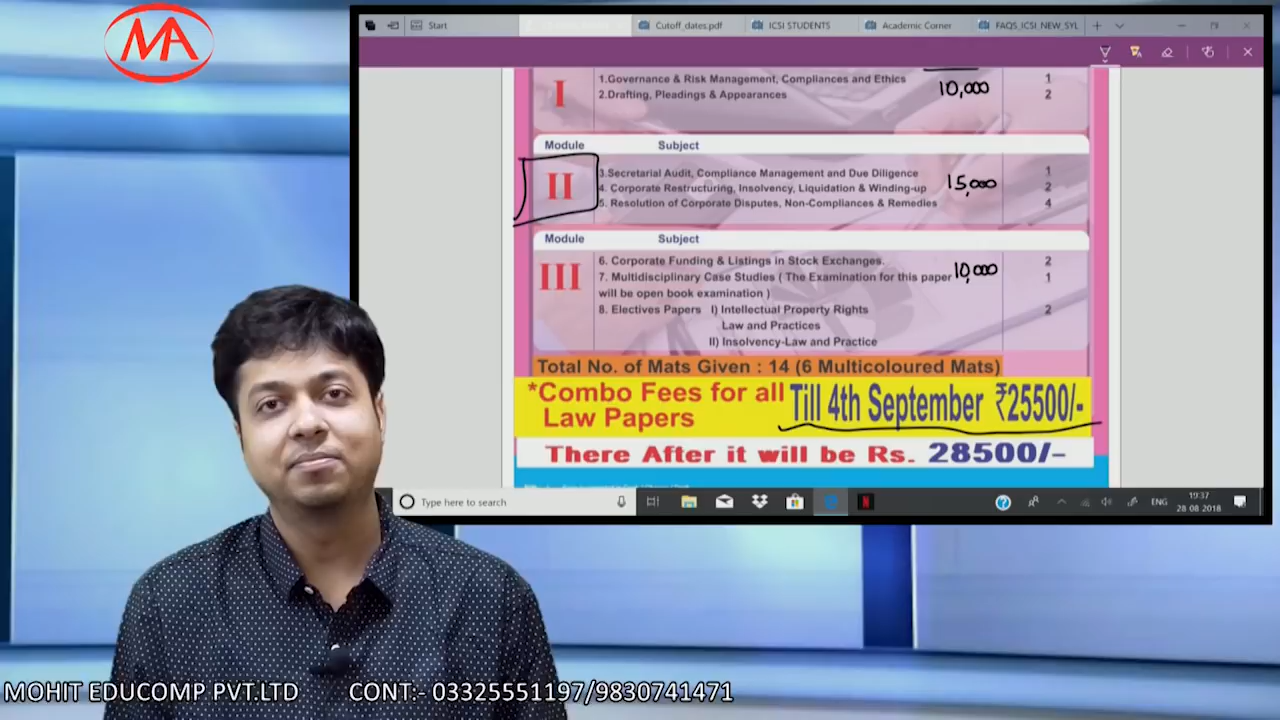 MA
Start
Cutoff_dates.pdf
ICSI STUDENTS
Academic Corner
FAQS_ICSI_NEW_SYL
I
1.Governance & Risk Management, Compliances and Ethics 1
2.Drafting, Pleadings & Appearances 10,000 2
Module Subject
II
3.Secretarial Audit, Compliance Management and Due Diligence 1
4. Corporate Restructuring, Insolvency, Liquidation & Winding-up 15,000 2
5. Resolution of Corporate Disputes, Non-Compliances & Remedies 4
Module Subject
III
6. Corporate Funding & Listings in Stock Exchanges. 2
7. Multidisciplinary Case Studies ( The Examination for this paper 10,000 1
will be open book examination )
8. Electives Papers I) Intellectual Property Rights 2
Law and Practices
II) Insolvency-Law and Practice
Total No. of Mats Given : 14 (6 Multicoloured Mats)
*Combo Fees for all Till 4th September ₹25500/-
Law Papers
There After it will be Rs. 28500/-
Type here to search
ENG
19:37
28 08 2018
MOHIT EDUCOMP PVT.LTD CONT:- 03325551197/9830741471